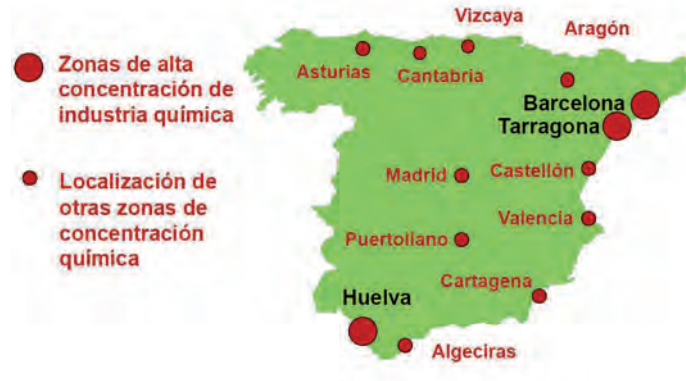 Zonas de alta
concentración de
industria química
Localización de
otras zonas de
concentración
química
Vizcaya
Aragón
Asturias
Cantabria
Barcelona
Tarragona
Madrid
Castellón
Valencia
Puertollano
Cartagena
Huelva
Algeciras